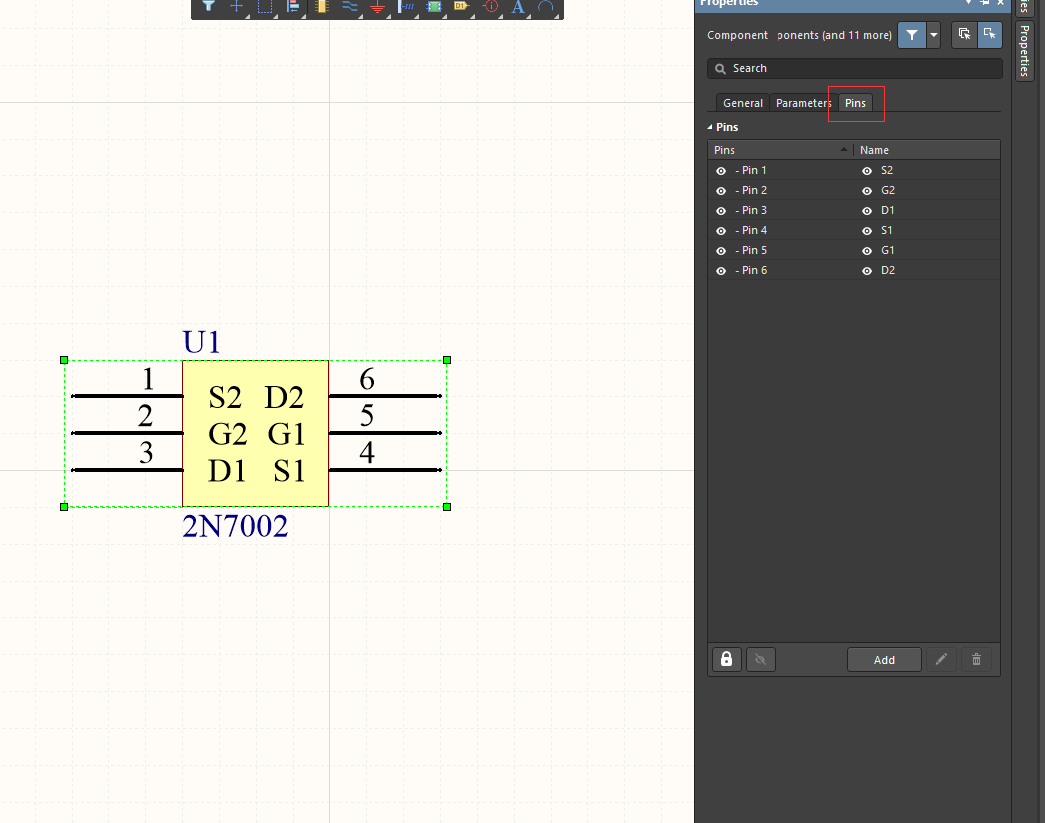 Properties
Component ponents (and 11 more)
Search
General Parameters Pins
Pins
Pins Name
- Pin 1 S2
- Pin 2 G2
- Pin 3 D1
- Pin 4 S1
- Pin 5 G1
- Pin 6 D2
Add
Properties
U1
1 S2 D2 6
2 G2 G1 5
3 D1 S1 4
2N7002